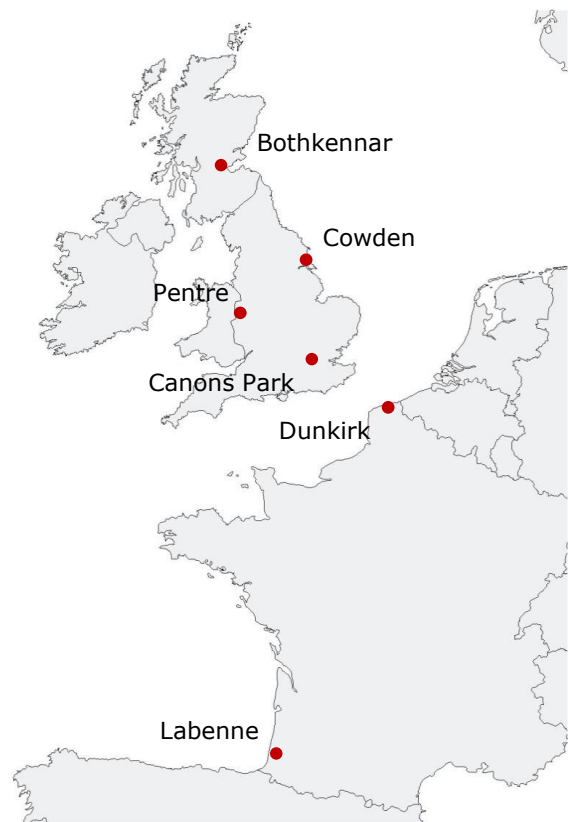 Bothkennar
Cowden
Pentre
Canons Park
Dunkirk
Labenne